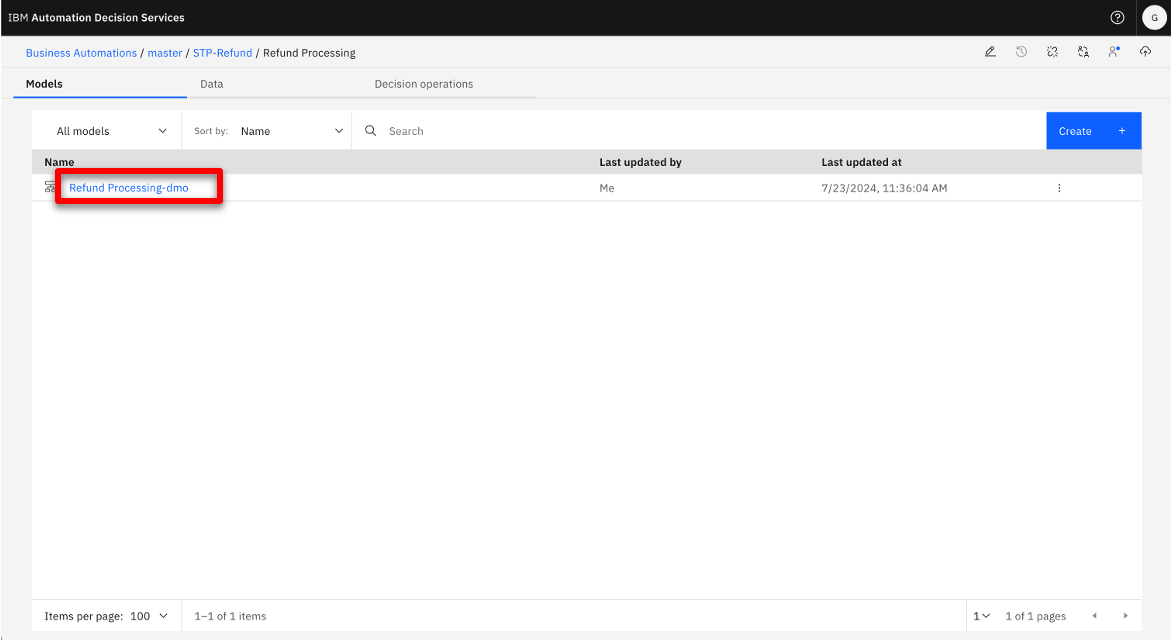 IBM Automation Decision Services
G
Business Automations / master / STP-Refund / Refund Processing
Models Data Decision operations
All models Sort by: Name Search Create +
Name Last updated by Last updated at
Refund Processing-dmo Me 7/23/2024, 11:36:04 AM
Items per page: 100 1–1 of 1 items 1 1 of 1 pages